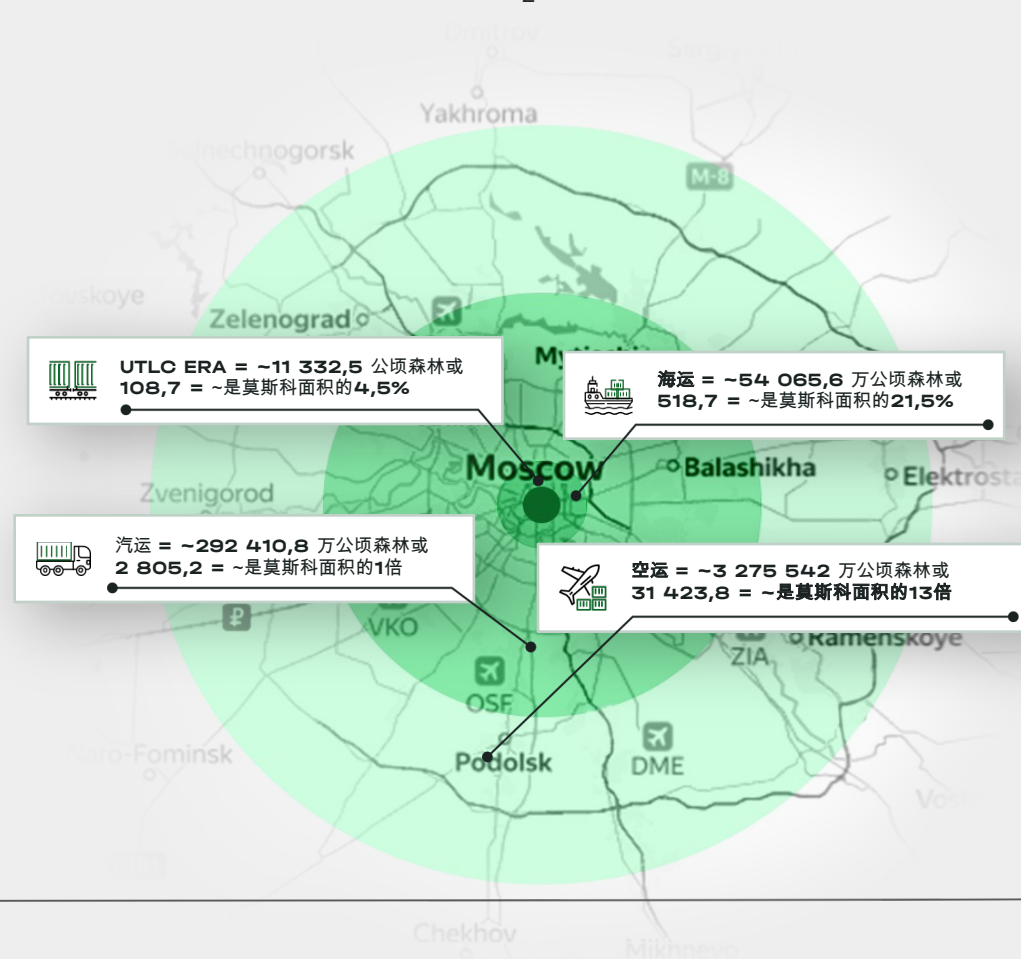 Dmitrov
Yakhroma
M-8
Zelenograd
UTLC ERA = ~11 332,5 公顷森林或
108,7 = ~是莫斯科面积的4,5%
海运 = ~54 065,6 万公顷森林或
518,7 = ~是莫斯科面积的21,5%
Moscow
Balashikha
Zvenigorod
汽运 = ~292 410,8 万公顷森林或
2 805,2 = ~是莫斯科面积的1倍
空运 = ~3 275 542 万公顷森林或
31 423,8 = ~是莫斯科面积的13倍
₽
VKO
ZIA
Ramenskoye
OSF
Podolsk
DME
Chekhov
Mikhnevo